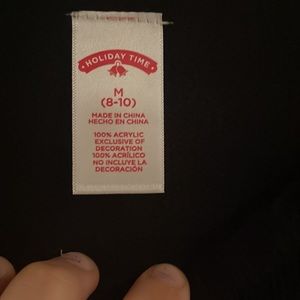 · HOLIDAY TIME ·
M
(8-10)
MADE IN CHINA
HECHO EN CHINA
100% ACRYLIC
EXCLUSIVE OF
DECORATION
100% ACRÍLICO
NO INCLUYE LA
DECORACIÓN